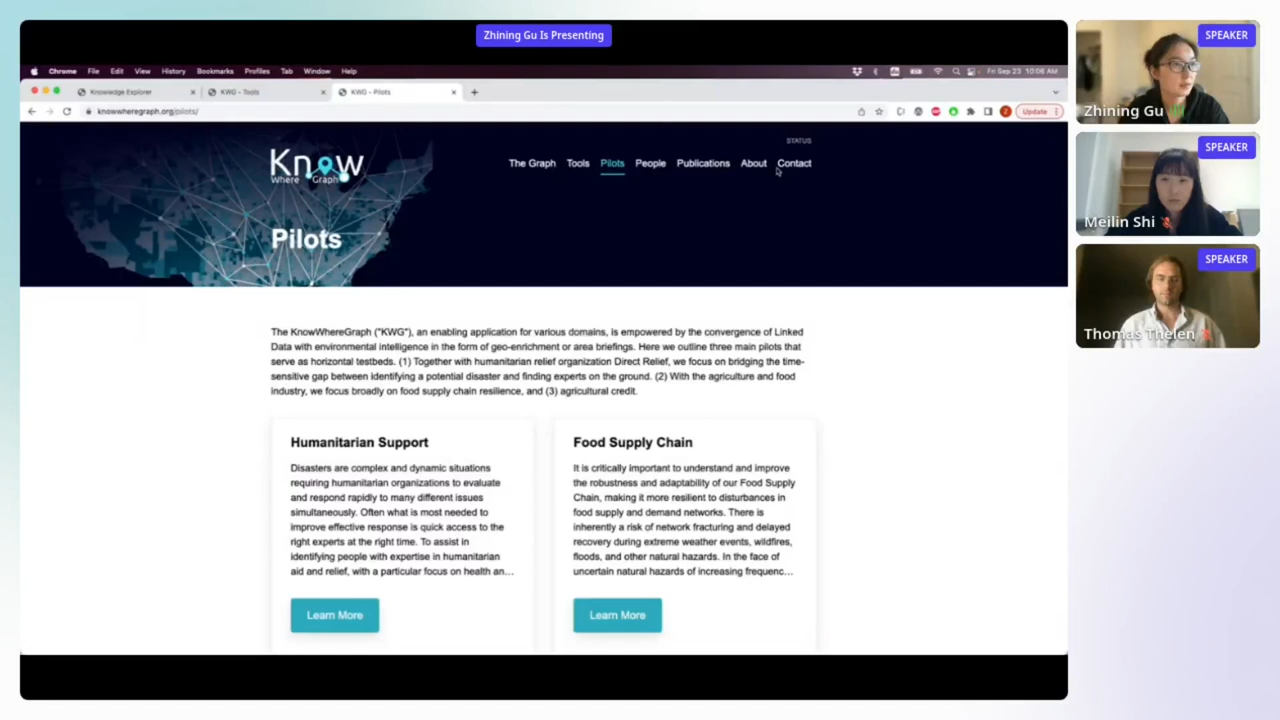 Zhining Gu Is Presenting
Chrome File Edit View History Bookmarks Profiles Tab Window Help
Fri Sep 23 10:06 AM
Knowledge Explorer
KWG - Tools
KWG - Pilots
knowwheregraph.org/pilots/
Update
STATUS
Know
Where Graph
The Graph Tools Pilots People Publications About Contact
Pilots
The KnowWhereGraph ("KWG"), an enabling application for various domains, is empowered by the convergence of Linked
Data with environmental intelligence in the form of geo-enrichment or area briefings. Here we outline three main pilots that
serve as horizontal testbeds. (1) Together with humanitarian relief organization Direct Relief, we focus on bridging the time-
sensitive gap between identifying a potential disaster and finding experts on the ground. (2) With the agriculture and food
industry, we focus broadly on food supply chain resilience, and (3) agricultural credit.
Humanitarian Support
Disasters are complex and dynamic situations
requiring humanitarian organizations to evaluate
and respond rapidly to many different issues
simultaneously. Often what is most needed to
improve effective response is quick access to the
right experts at the right time. To assist in
identifying people with expertise in humanitarian
aid and relief, with a particular focus on health an...
Learn More
Food Supply Chain
It is critically important to understand and improve
the robustness and adaptability of our Food Supply
Chain, making it more resilient to disturbances in
food supply and demand networks. There is
inherently a risk of network fracturing and delayed
recovery during extreme weather events, wildfires,
floods, and other natural hazards. In the face of
uncertain natural hazards of increasing frequenc...
Learn More
SPEAKER
Zhining Gu
SPEAKER
Meilin Shi
SPEAKER
Thomas Thelen